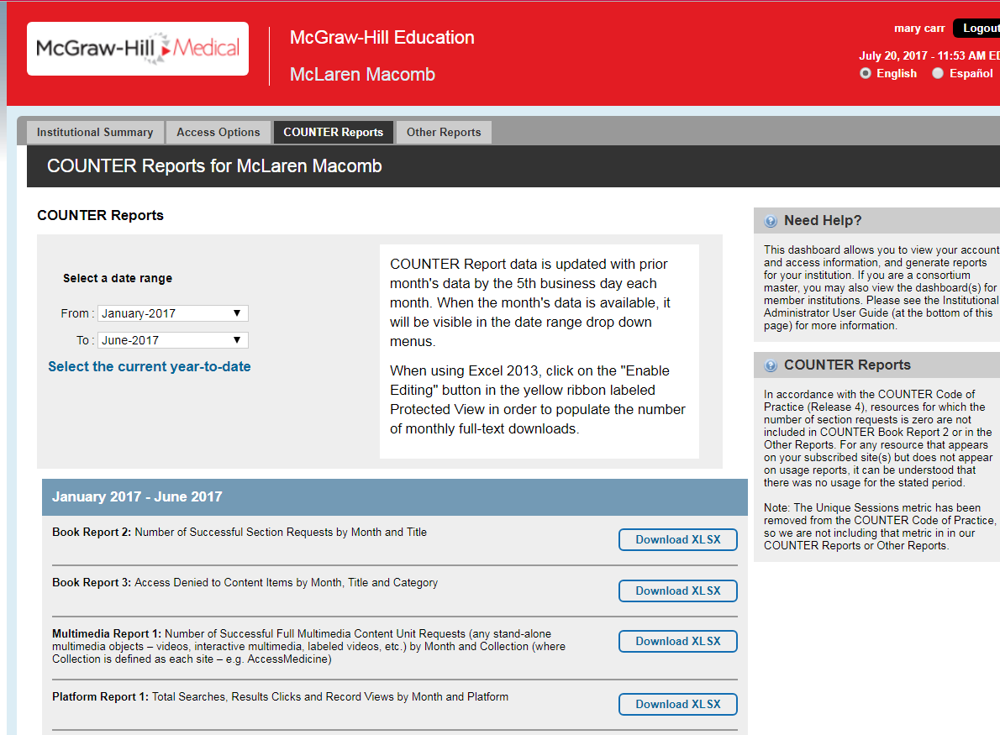 McGraw-Hill Medical
McGraw-Hill Education
McLaren Macomb
mary carr Logout
July 20, 2017 - 11:53 AM ED
English Español
Institutional Summary Access Options COUNTER Reports Other Reports
COUNTER Reports for McLaren Macomb
COUNTER Reports
Select a date range
From : January-2017
To : June-2017
Select the current year-to-date
COUNTER Report data is updated with prior
month's data by the 5th business day each
month. When the month's data is available, it
will be visible in the date range drop down
menus.
When using Excel 2013, click on the "Enable
Editing" button in the yellow ribbon labeled
Protected View in order to populate the number
of monthly full-text downloads.
January 2017 - June 2017
Book Report 2: Number of Successful Section Requests by Month and Title
Download XLSX
Book Report 3: Access Denied to Content Items by Month, Title and Category
Download XLSX
Multimedia Report 1: Number of Successful Full Multimedia Content Unit Requests (any stand-alone
multimedia objects – videos, interactive multimedia, labeled videos, etc.) by Month and Collection (where
Collection is defined as each site – e.g. AccessMedicine)
Download XLSX
Platform Report 1: Total Searches, Results Clicks and Record Views by Month and Platform
Download XLSX
Need Help?
This dashboard allows you to view your account
and access information, and generate reports
for your institution. If you are a consortium
master, you may also view the dashboard(s) for
member institutions. Please see the Institutional
Administrator User Guide (at the bottom of this
page) for more information.
COUNTER Reports
In accordance with the COUNTER Code of
Practice (Release 4), resources for which the
number of section requests is zero are not
included in COUNTER Book Report 2 or in the
Other Reports. For any resource that appears
on your subscribed site(s) but does not appear
on usage reports, it can be understood that
there was no usage for the stated period.
Note: The Unique Sessions metric has been
removed from the COUNTER Code of Practice,
so we are not including that metric in in our
COUNTER Reports or Other Reports.